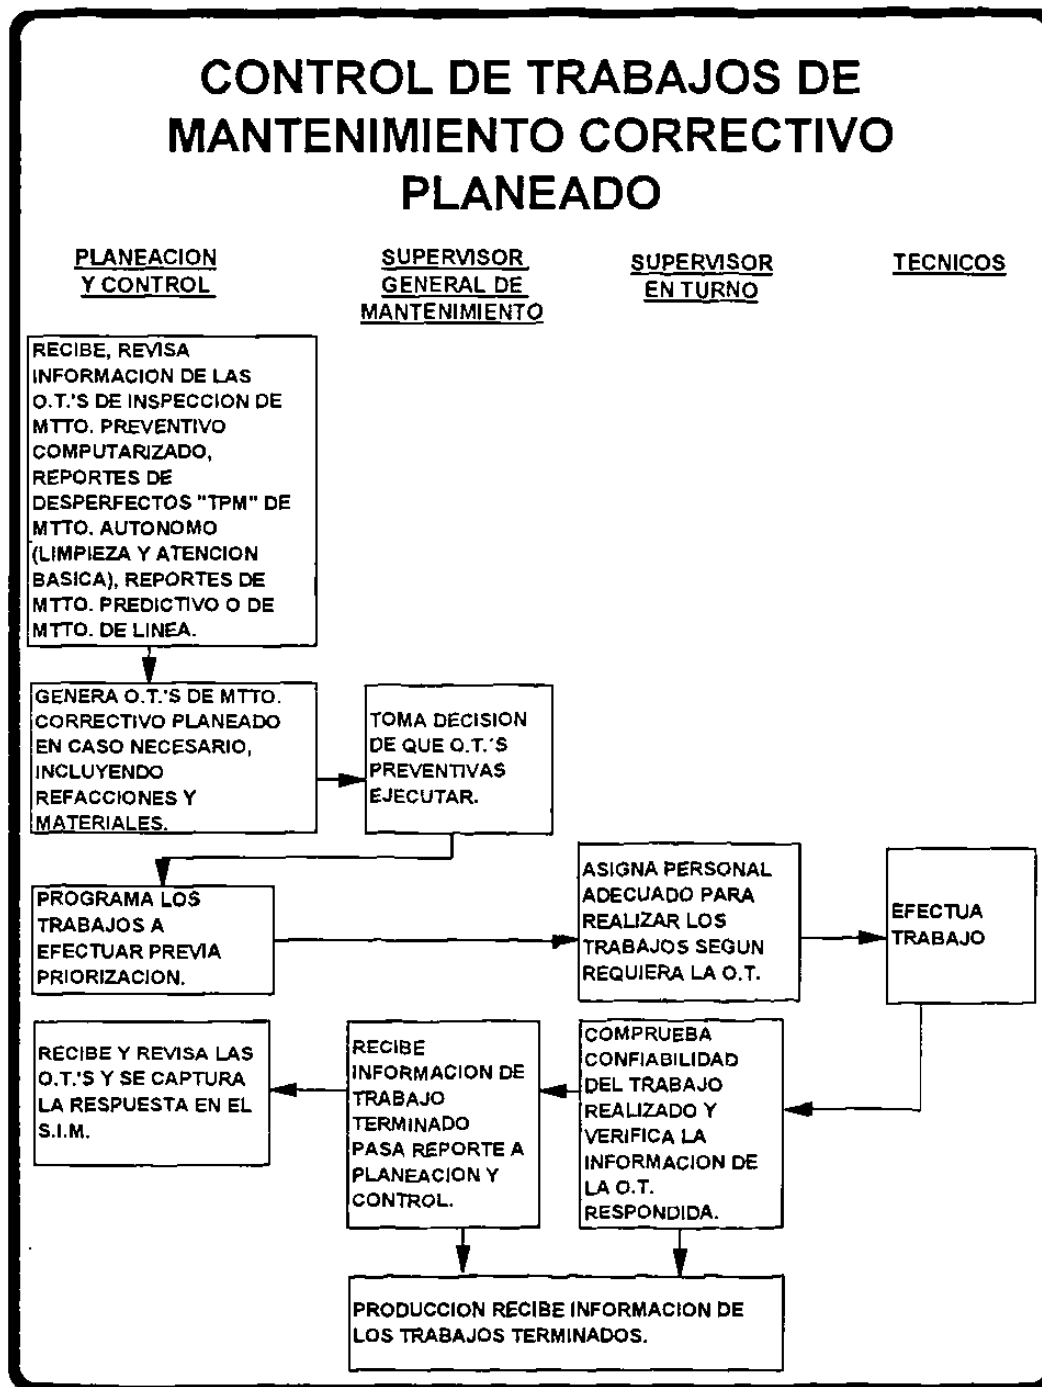 CONTROL DE TRABAJOS DE
MANTENIMIENTO CORRECTIVO
PLANEADO
PLANEACION
Y CONTROL
SUPERVISOR
GENERAL DE
MANTENIMIENTO
SUPERVISOR
EN TURNO
TECNICOS
RECIBE, REVISA
INFORMACION DE LAS
O.T.'S DE INSPECCION DE
MTTO. PREVENTIVO
COMPUTARIZADO,
REPORTES DE
DESPERFECTOS "TPM" DE
MTTO. AUTONOMO
(LIMPIEZA Y ATENCION
BASICA), REPORTES DE
MTTO. PREDICTIVO O DE
MTTO. DE LINEA.
GENERA O.T.'S DE MTTO.
CORRECTIVO PLANEADO
EN CASO NECESARIO,
INCLUYENDO
REFACCIONES Y
MATERIALES.
TOMA DECISION
DE QUE O.T.'S
PREVENTIVAS
EJECUTAR.
PROGRAMA LOS
TRABAJOS A
EFECTUAR PREVIA
PRIORIZACION.
ASIGNA PERSONAL
ADECUADO PARA
REALIZAR LOS
TRABAJOS SEGUN
REQUIERA LA O.T.
EFECTUA
TRABAJO
RECIBE Y REVISA LAS
O.T.'S Y SE CAPTURA
LA RESPUESTA EN EL
S.I.M.
RECIBE
INFORMACION DE
TRABAJO
TERMINADO
PASA REPORTE A
PLANEACION Y
CONTROL.
COMPRUEBA
CONFIABILIDAD
DEL TRABAJO
REALIZADO Y
VERIFICA LA
INFORMACION DE
LA O.T.
RESPONDIDA.
PRODUCCION RECIBE INFORMACION DE
LOS TRABAJOS TERMINADOS.